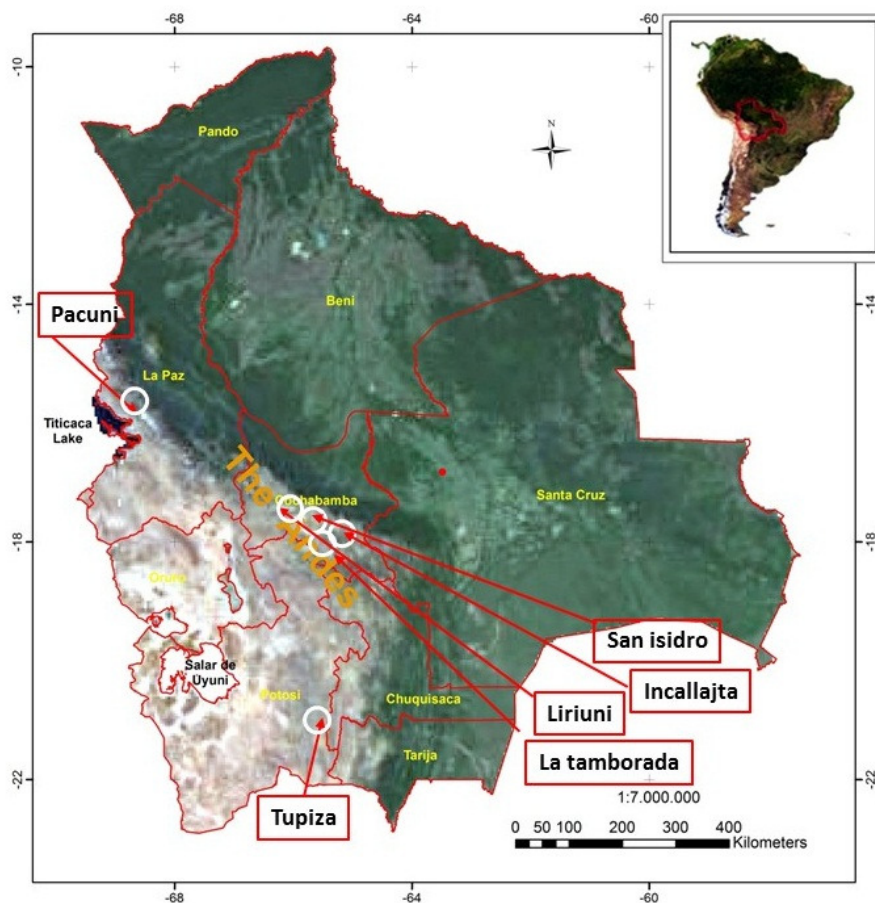 -68
-64
-60
-10
-10
N
Pando
-14
-14
Beni
Pacuni
La Paz
Titicaca
Lake
The Andes
Cochabamba
Santa Cruz
-18
-18
Oruro
San isidro
Salar de
Uyuni
Incallajta
Potosi
Chuquisaca
Liriuni
Tarija
La tamborada
-22
-22
1:7.000.000
Tupiza
0 50 100 200 300 400
Kilometers
-68
-64
-60